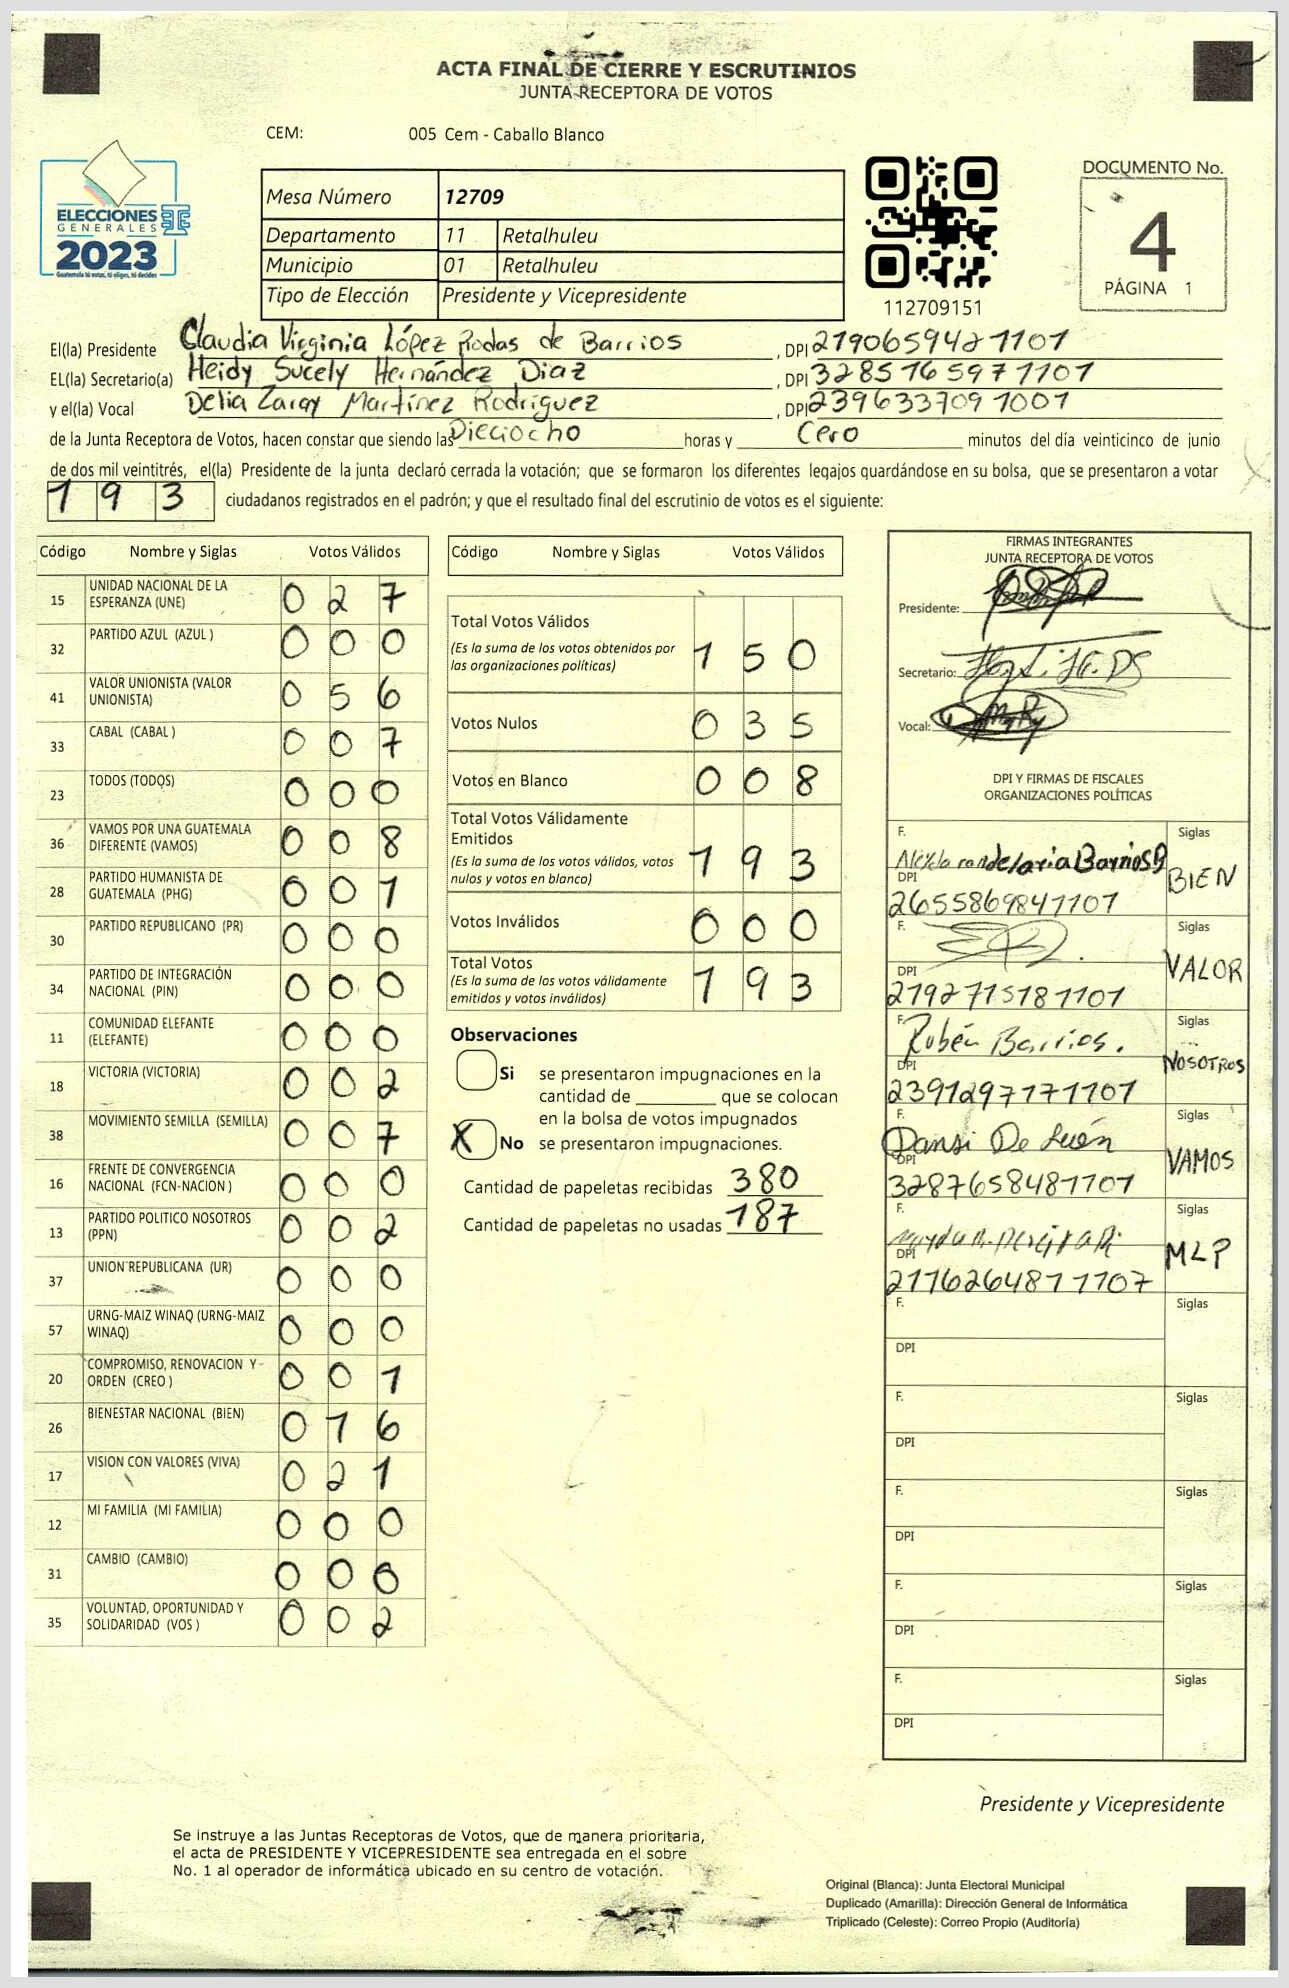 ACTA FINAL DE CIERRE Y ESCRUTINIOS
JUNTA RECEPTORA DE VOTOS
CEM: 005 Cem - Caballo Blanco
ELECCIONES
GENERALES
2023
Guatemala tú votas, tú eliges, tú decides
Mesa Número 12709
Departamento 11 Retalhuleu
Municipio 01 Retalhuleu
Tipo de Elección Presidente y Vicepresidente
112709151
DOCUMENTO No.
4
PÁGINA 1
El(la) Presidente Claudia Virginia López Rodas de Barrios , DPI 2190659421101
EL(la) Secretario(a) Heidy Sucely Hernández Diaz , DPI 3285165971101
y el(la) Vocal Delia Zaray Martínez Rodriguez , DPI 2396337091001
de la Junta Receptora de Votos, hacen constar que siendo las Dieciocho horas y Cero minutos del día veinticinco de junio
de dos mil veintitrés, el(la) Presidente de la junta declaró cerrada la votación; que se formaron los diferentes legajos quardándose en su bolsa, que se presentaron a votar
193 ciudadanos registrados en el padrón; y que el resultado final del escrutinio de votos es el siguiente:
Código Nombre y Siglas Votos Válidos
15 UNIDAD NACIONAL DE LA ESPERANZA (UNE) 0 2 7
32 PARTIDO AZUL (AZUL ) 0 0 0
41 VALOR UNIONISTA (VALOR UNIONISTA) 0 5 6
33 CABAL (CABAL ) 0 0 7
23 TODOS (TODOS) 0 0 0
36 VAMOS POR UNA GUATEMALA DIFERENTE (VAMOS) 0 0 8
28 PARTIDO HUMANISTA DE GUATEMALA (PHG) 0 0 1
30 PARTIDO REPUBLICANO (PR) 0 0 0
34 PARTIDO DE INTEGRACIÓN NACIONAL (PIN) 0 0 0
11 COMUNIDAD ELEFANTE (ELEFANTE) 0 0 0
18 VICTORIA (VICTORIA) 0 0 2
38 MOVIMIENTO SEMILLA (SEMILLA) 0 0 7
16 FRENTE DE CONVERGENCIA NACIONAL (FCN-NACION ) 0 0 0
13 PARTIDO POLITICO NOSOTROS (PPN) 0 0 2
37 UNION REPUBLICANA (UR) 0 0 0
57 URNG-MAIZ WINAQ (URNG-MAIZ WINAQ) 0 0 0
20 COMPROMISO, RENOVACION Y ORDEN (CREO ) 0 0 1
26 BIENESTAR NACIONAL (BIEN) 0 1 6
17 VISION CON VALORES (VIVA) 0 2 1
12 MI FAMILIA (MI FAMILIA) 0 0 0
31 CAMBIO (CAMBIO) 0 0 0
35 VOLUNTAD, OPORTUNIDAD Y SOLIDARIDAD (VOS ) 0 0 2
Código Nombre y Siglas Votos Válidos
Total Votos Válidos
(Es la suma de los votos obtenidos por
las organizaciones políticas) 1 5 0
Votos Nulos 0 3 5
Votos en Blanco 0 0 8
Total Votos Válidamente
Emitidos
(Es la suma de los votos válidos, votos
nulos y votos en blanco) 1 9 3
Votos Inválidos 0 0 0
Total Votos
(Es la suma de los votos válidamente
emitidos y votos inválidos) 1 9 3
Observaciones
Si se presentaron impugnaciones en la
cantidad de ________ que se colocan
en la bolsa de votos impugnados
X No se presentaron impugnaciones.
Cantidad de papeletas recibidas 380
Cantidad de papeletas no usadas 187
FIRMAS INTEGRANTES
JUNTA RECEPTORA DE VOTOS
Presidente:
Secretario:
Vocal:
DPI Y FIRMAS DE FISCALES
ORGANIZACIONES POLÍTICAS
F. Candelaria Barrios Siglas
DPI 2655869841101 BIEN
F. Siglas
DPI 2192715181101 VALOR
F. Rubén Barrios. Siglas
DPI 2391297171101 NOSOTROS
F. Dansi De León Siglas
DPI 3287658481101 VAMOS
F. Siglas
DPI 2116264811107 MLP
F. Siglas
DPI
F. Siglas
DPI
F. Siglas
DPI
F. Siglas
DPI
F. Siglas
DPI
Presidente y Vicepresidente
Se instruye a las Juntas Receptoras de Votos, que de manera prioritaria,
el acta de PRESIDENTE Y VICEPRESIDENTE sea entregada en el sobre
No. 1 al operador de informática ubicado en su centro de votación.
Original (Blanca): Junta Electoral Municipal
Duplicado (Amarilla): Dirección General de Informática
Triplicado (Celeste): Correo Propio (Auditoría)